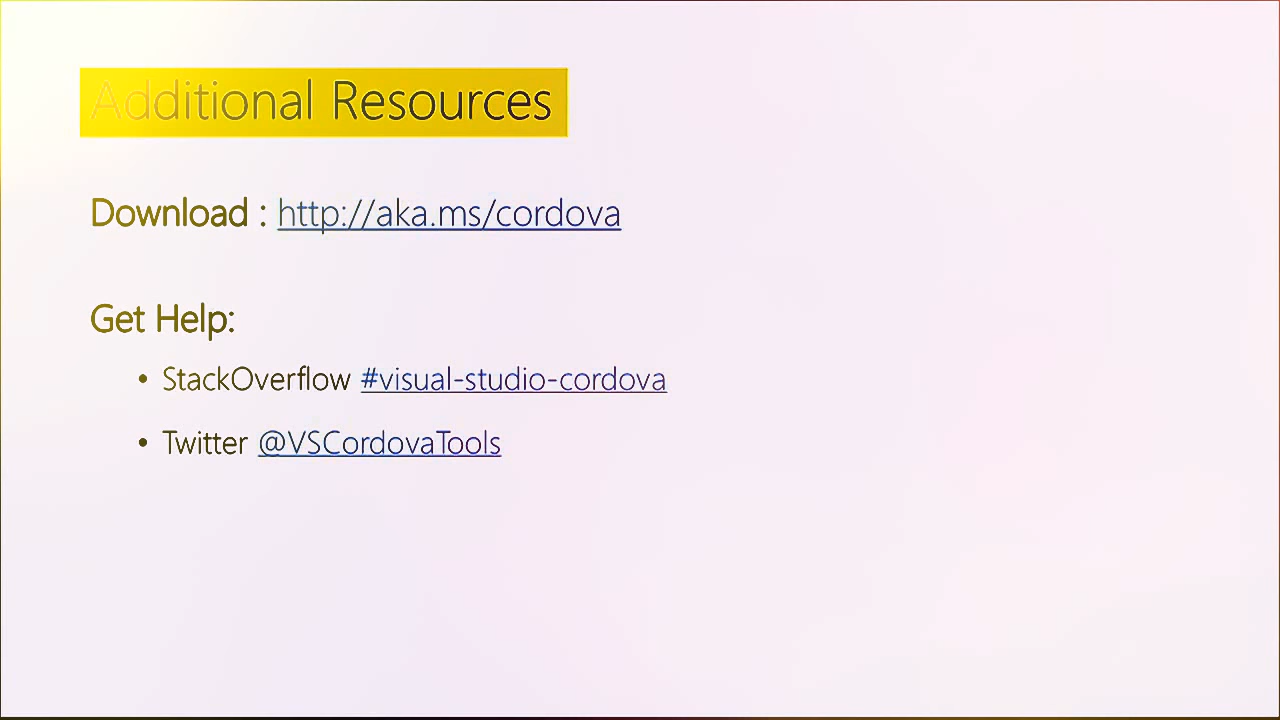 Additional Resources
Download : http://aka.ms/cordova
Get Help:
• StackOverflow #visual-studio-cordova
• Twitter @VSCordovaTools